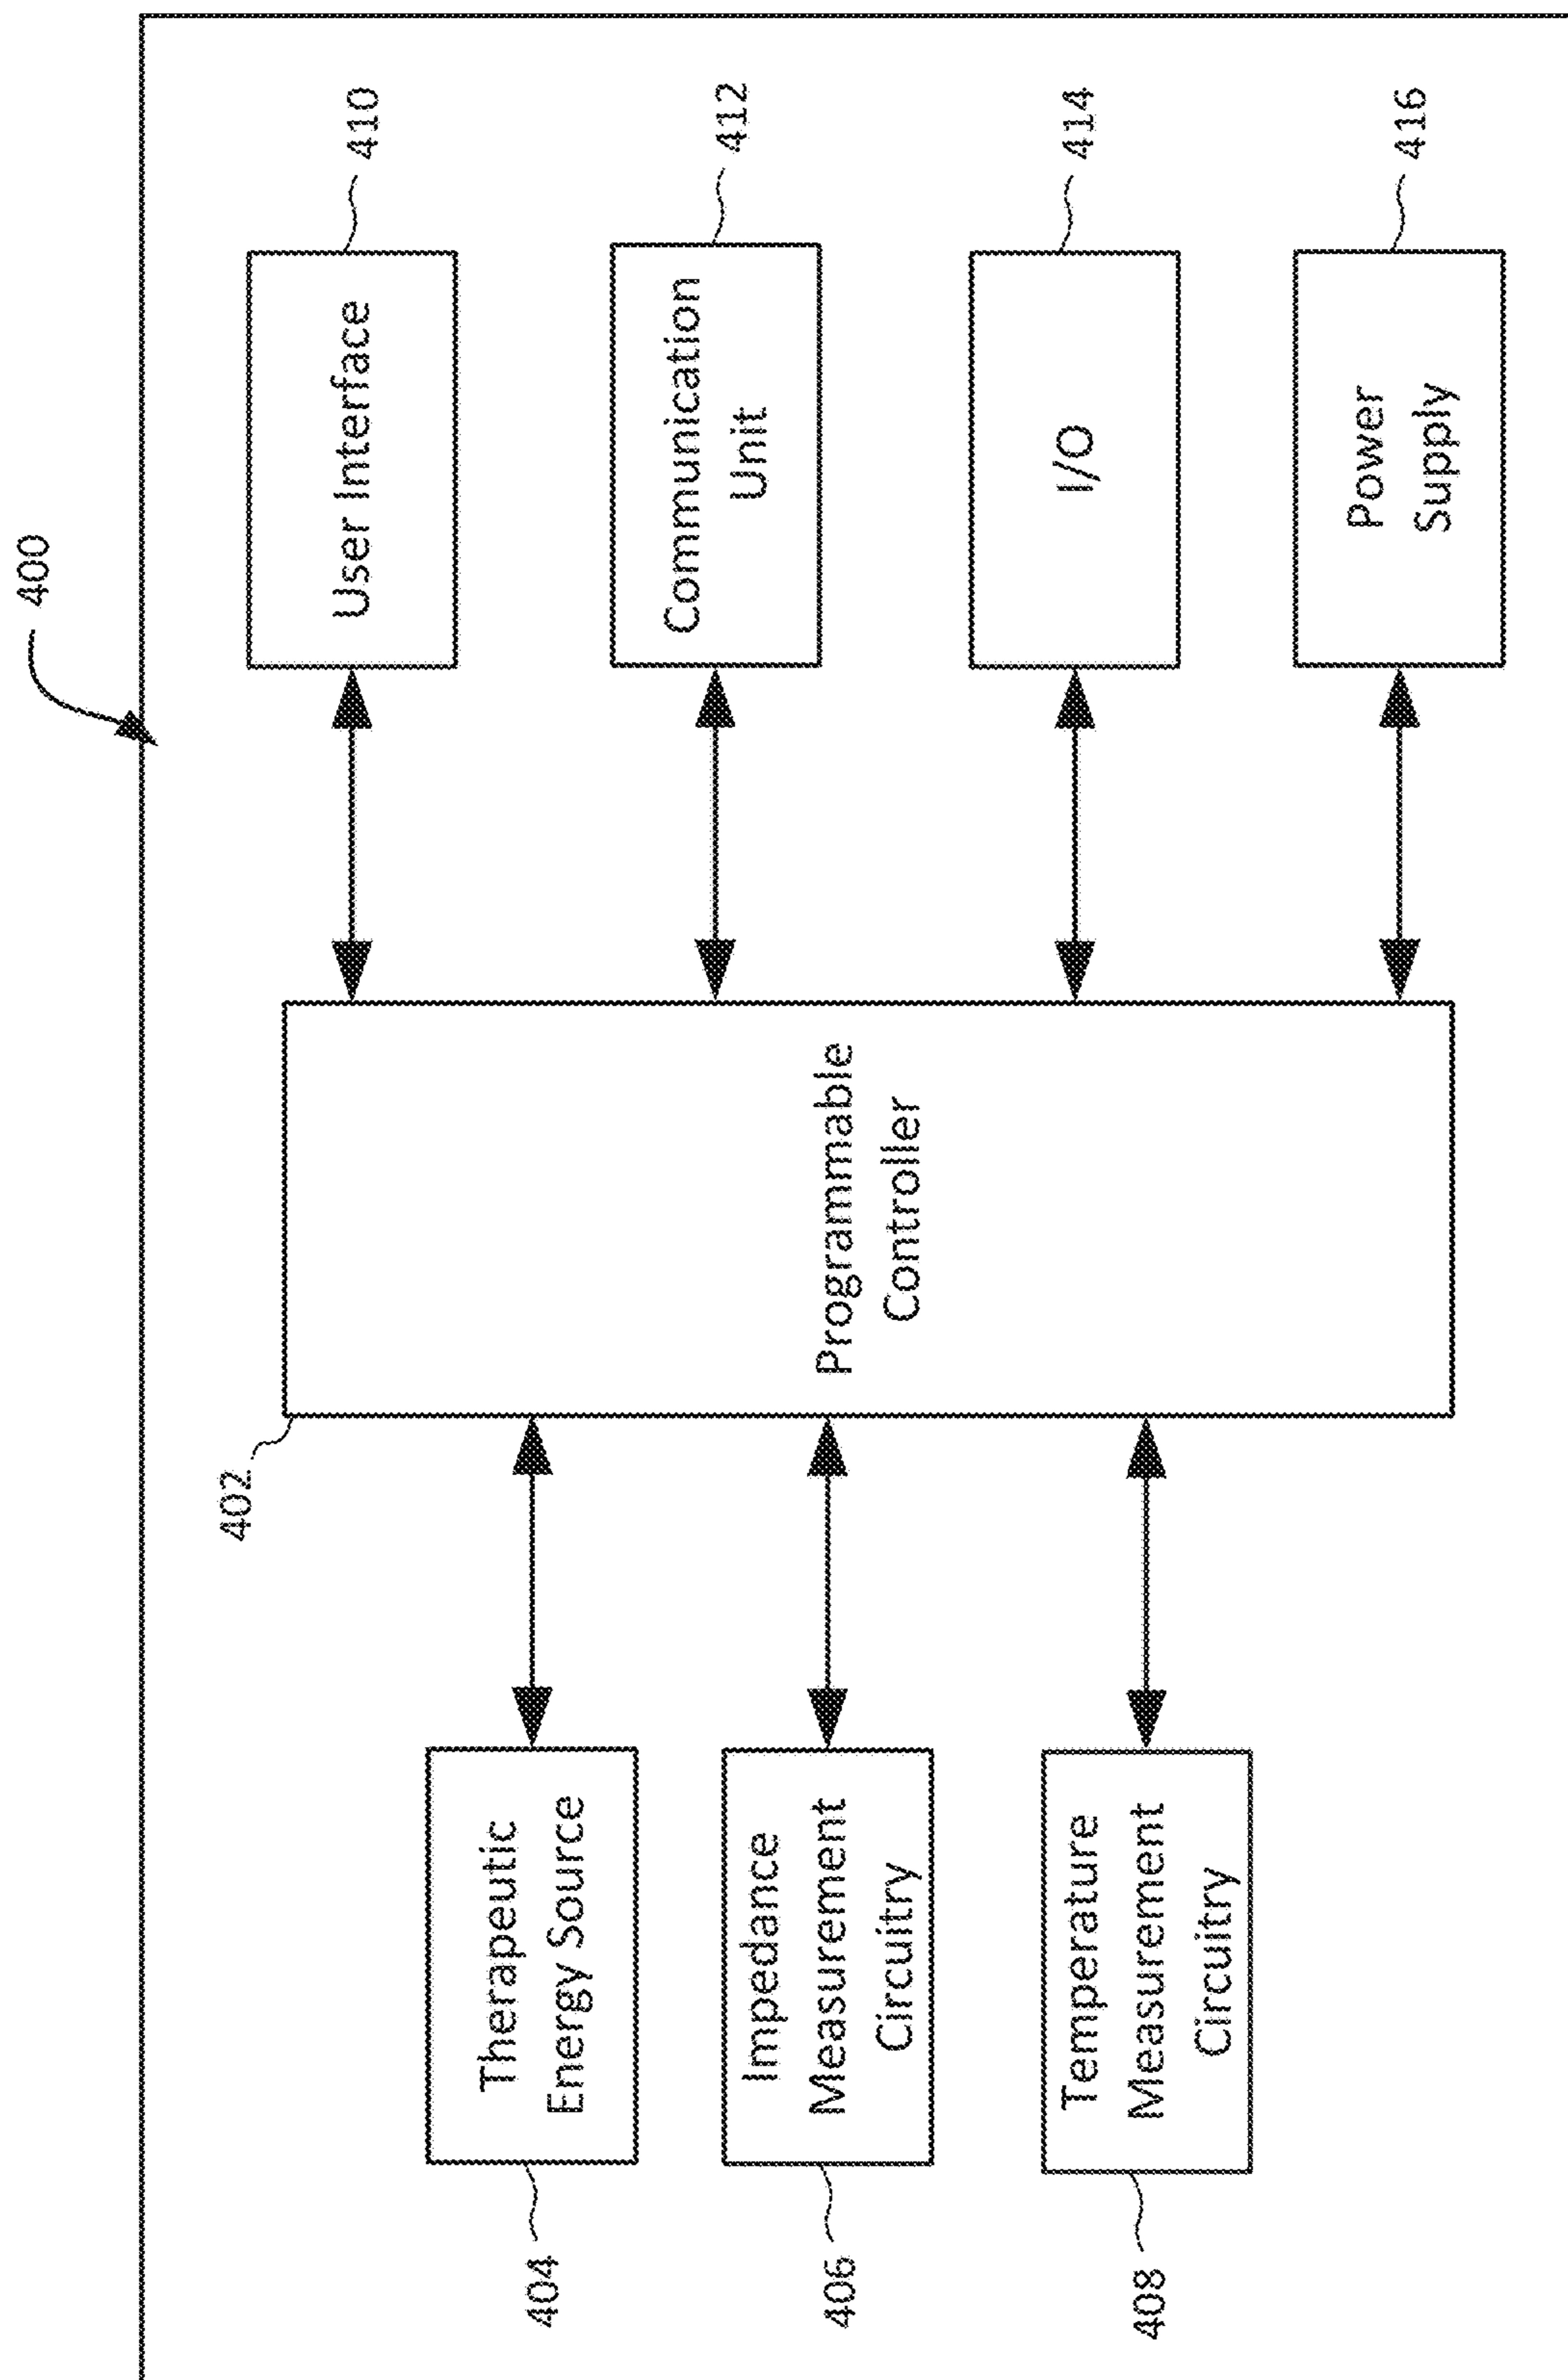 400
402
Therapeutic
Energy Source
404
Impedance
Measurement
Circuitry
406
Temperature
Measurement
Circuitry
408
Programmable
Controller
User Interface
410
Communication
Unit
412
I/O
414
Power
Supply
416